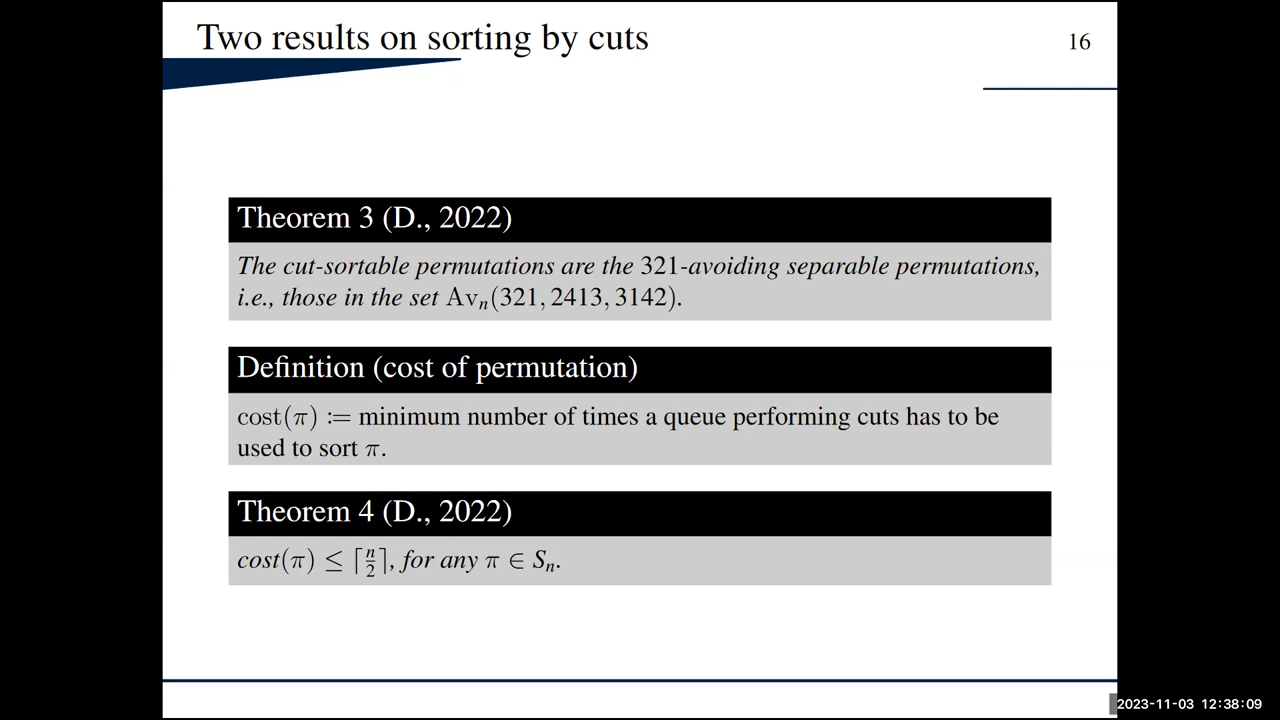 Two results on sorting by cuts
16
Theorem 3 (D., 2022)
The cut-sortable permutations are the 321-avoiding separable permutations,
i.e., those in the set Avₙ(321, 2413, 3142).
Definition (cost of permutation)
cost(π) := minimum number of times a queue performing cuts has to be
used to sort π.
Theorem 4 (D., 2022)
cost(π) ≤ ⌈n/2⌉, for any π ∈ Sₙ.
2023-11-03 12:38:09